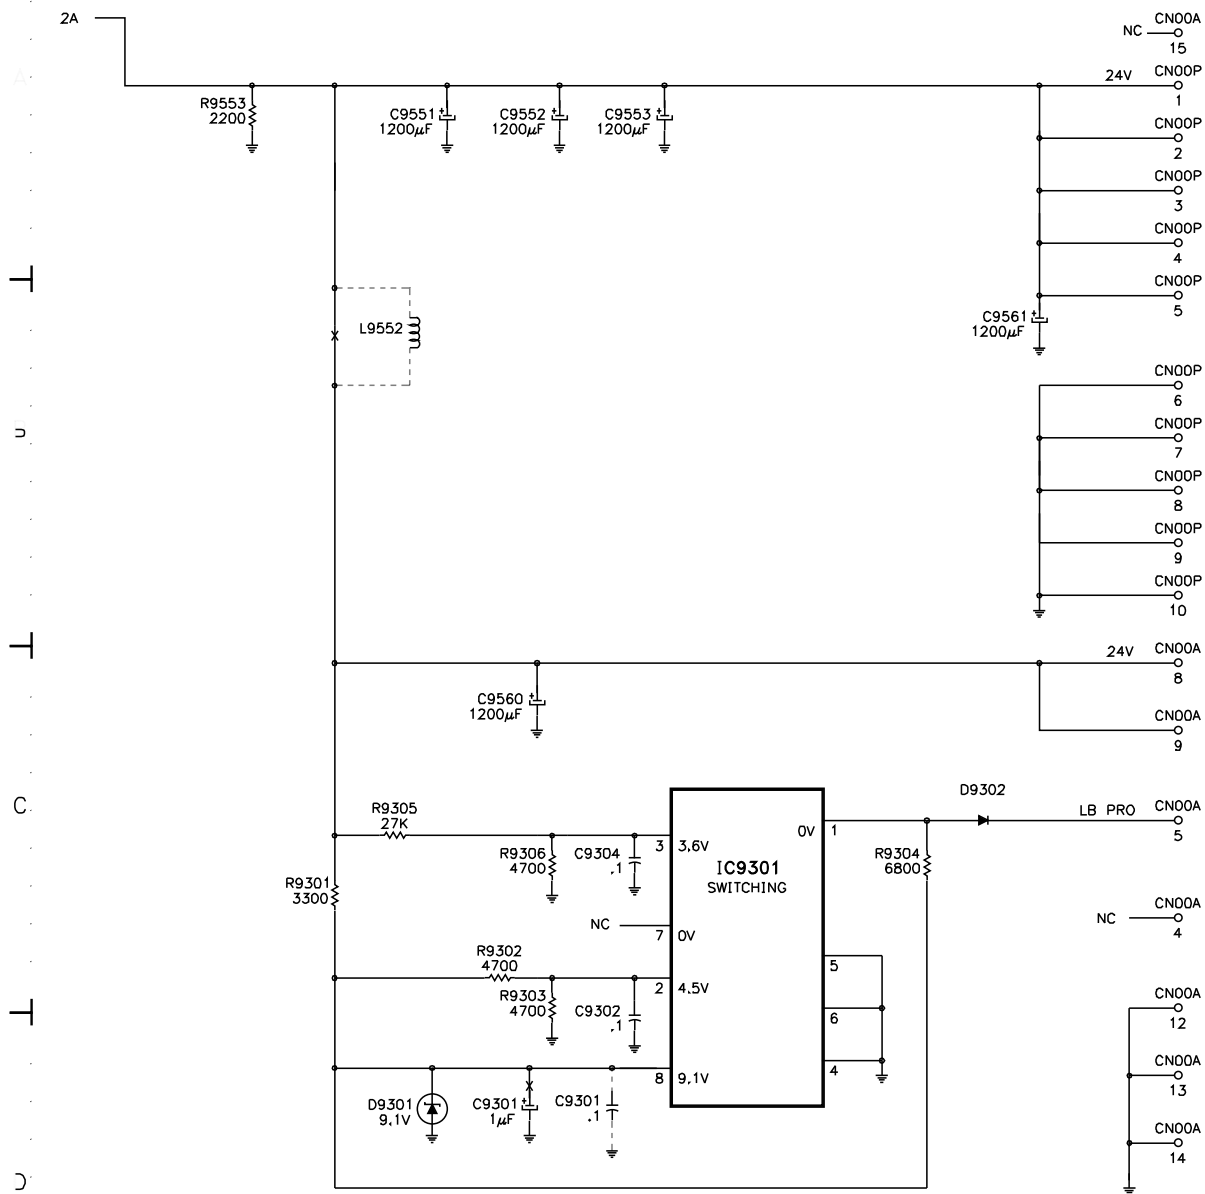 2A
CN00A
NC
15
24V
CN00P
1
R9553
2200
C9551
1200µF
C9552
1200µF
C9553
1200µF
CN00P
2
CN00P
3
CN00P
4
CN00P
5
L9552
C9561
1200µF
CN00P
6
CN00P
7
CN00P
8
CN00P
9
CN00P
10
24V
CN00A
8
C9560
1200µF
CN00A
9
D9302
C
R9305
27K
LB PRO
CN00A
5
0V
1
3
3.6V
R9306
4700
C9304
.1
IC9301
SWITCHING
R9304
6800
R9301
3300
NC
7
0V
NC
CN00A
4
R9302
4700
5
2
4.5V
R9303
4700
C9302
.1
6
CN00A
12
8
9.1V
4
CN00A
13
D9301
9.1V
C9301
1µF
C9301
.1
CN00A
14